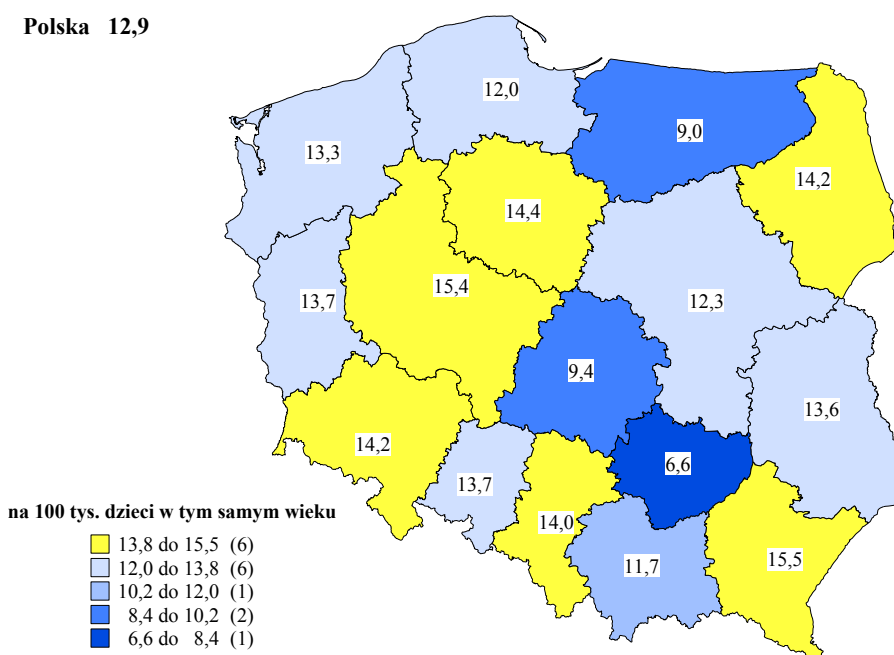 Polska 12,9
12,0
9,0
13,3
14,2
14,4
15,4
13,7
12,3
9,4
13,6
14,2
6,6
13,7
14,0
11,7
15,5
na 100 tys. dzieci w tym samym wieku
13,8 do 15,5 (6)
12,0 do 13,8 (6)
10,2 do 12,0 (1)
8,4 do 10,2 (2)
6,6 do 8,4 (1)